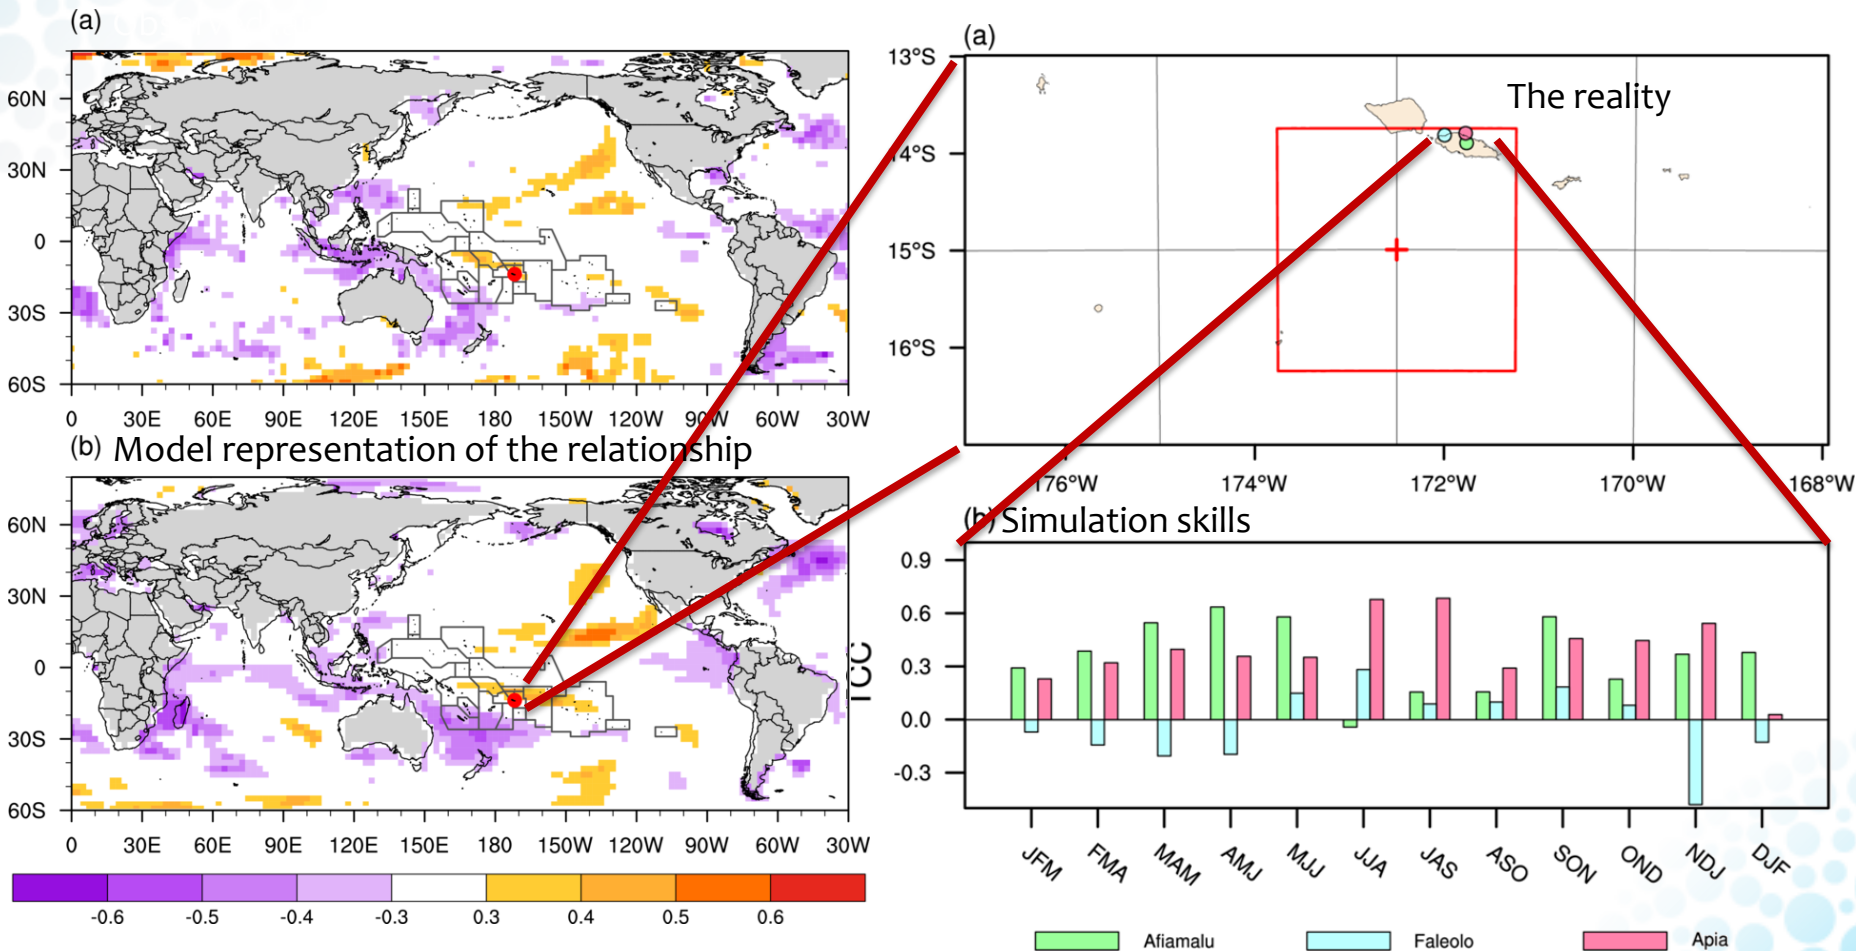 (a)
60N
30N
0
30S
60S
0 30E 60E 90E 120E 150E 180 150W 120W 90W 60W 30W
(b) Model representation of the relationship
60N
30N
0
30S
60S
0 30E 60E 90E 120E 150E 180 150W 120W 90W 60W 30W
-0.6 -0.5 -0.4 -0.3 0.3 0.4 0.5 0.6
(a)
The reality
13°S
14°S
15°S
16°S
176°W 174°W 172°W 170°W 168°W
(b) Simulation skills
TCC
0.9
0.6
0.3
0.0
-0.3
JFM FMA MAM AMJ MJJ JJA JAS ASO SON OND NDJ DJF
Afiamalu Faleolo Apia